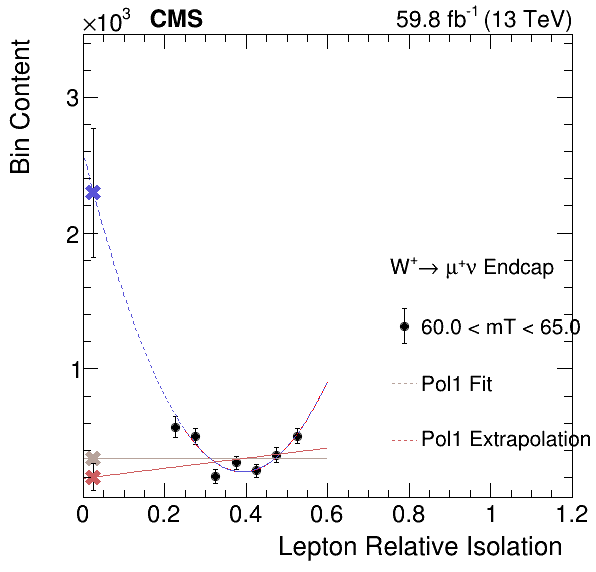 ×10³ CMS 59.8 fb⁻¹ (13 TeV)
Bin Content
3
2
1
W⁺→ μ⁺ν Endcap
60.0 < mT < 65.0
Pol1 Fit
Pol1 Extrapolation
0 0.2 0.4 0.6 0.8 1 1.2
Lepton Relative Isolation